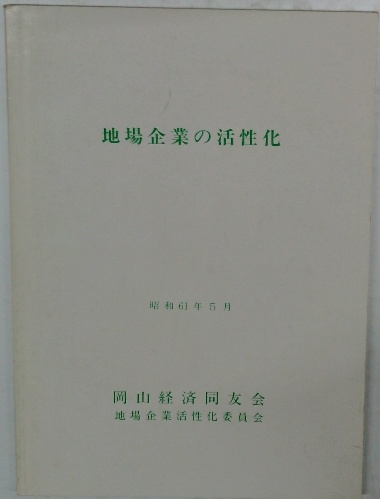 地場企業の活性化
昭和61年5月
岡山経済同友会
地場企業活性化委員会